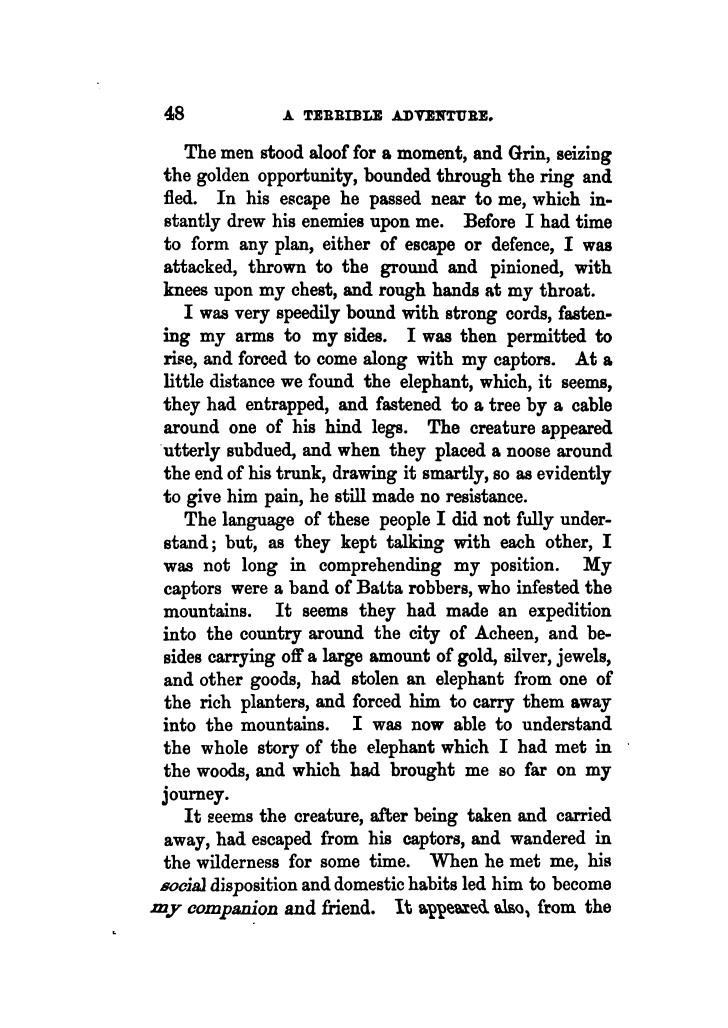 48 A TERRIBLE ADVENTURE.
The men stood aloof for a moment, and Grin, seizing
the golden opportunity, bounded through the ring and
fled. In his escape he passed near to me, which in-
stantly drew his enemies upon me. Before I had time
to form any plan, either of escape or defence, I was
attacked, thrown to the ground and pinioned, with
knees upon my chest, and rough hands at my throat.
I was very speedily bound with strong cords, fasten-
ing my arms to my sides. I was then permitted to
rise, and forced to come along with my captors. At a
little distance we found the elephant, which, it seems,
they had entrapped, and fastened to a tree by a cable
around one of his hind legs. The creature appeared
utterly subdued, and when they placed a noose around
the end of his trunk, drawing it smartly, so as evidently
to give him pain, he still made no resistance.
The language of these people I did not fully under-
stand; but, as they kept talking with each other, I
was not long in comprehending my position. My
captors were a band of Batta robbers, who infested the
mountains. It seems they had made an expedition
into the country around the city of Acheen, and be-
sides carrying off a large amount of gold, silver, jewels,
and other goods, had stolen an elephant from one of
the rich planters, and forced him to carry them away
into the mountains. I was now able to understand
the whole story of the elephant which I had met in
the woods, and which had brought me so far on my
journey.
It seems the creature, after being taken and carried
away, had escaped from his captors, and wandered in
the wilderness for some time. When he met me, his
social disposition and domestic habits led him to become
my companion and friend. It appeared also, from the